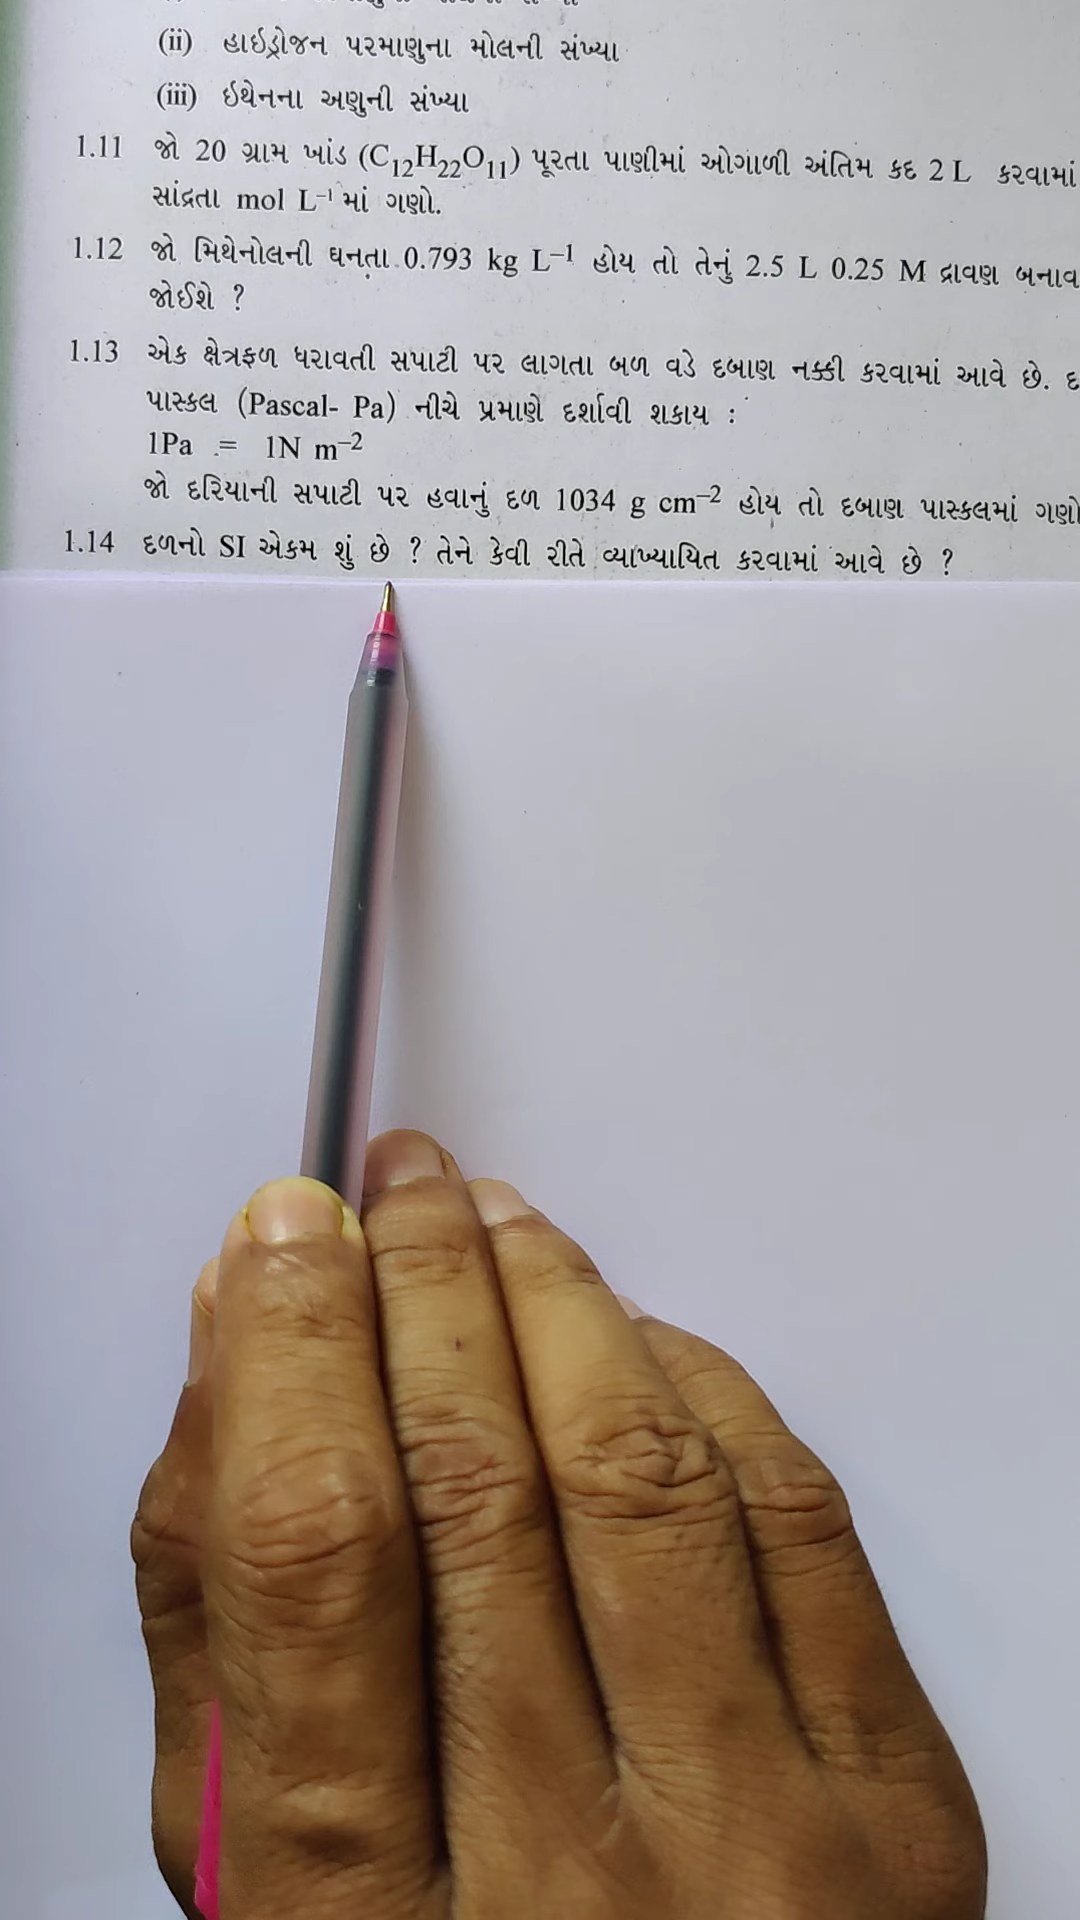 (ii) હાઇડ્રોજન પરમાણુના મોલની સંખ્યા
(iii) ઇથેનના અણુની સંખ્યા
1.11 જો 20 ગ્રામ ખાંડ (C₁₂H₂₂O₁₁) પૂરતા પાણીમાં ઓગાળી અંતિમ કદ 2 L કરવામાં
સાંદ્રતા mol L⁻¹ માં ગણો.
1.12 જો મિથેનોલની ઘનતા 0.793 kg L⁻¹ હોય તો તેનું 2.5 L 0.25 M દ્રાવણ બનાવ
જોઈશે ?
1.13 એક ક્ષેત્રફળ ધરાવતી સપાટી પર લાગતા બળ વડે દબાણ નક્કી કરવામાં આવે છે. દ
પાસ્કલ (Pascal- Pa) નીચે પ્રમાણે દર્શાવી શકાય :
1Pa = 1N m⁻²
જો દરિયાની સપાટી પર હવાનું દળ 1034 g cm⁻² હોય તો દબાણ પાસ્કલમાં ગણો
1.14 દળનો SI એકમ શું છે ? તેને કેવી રીતે વ્યાખ્યાયિત કરવામાં આવે છે ?